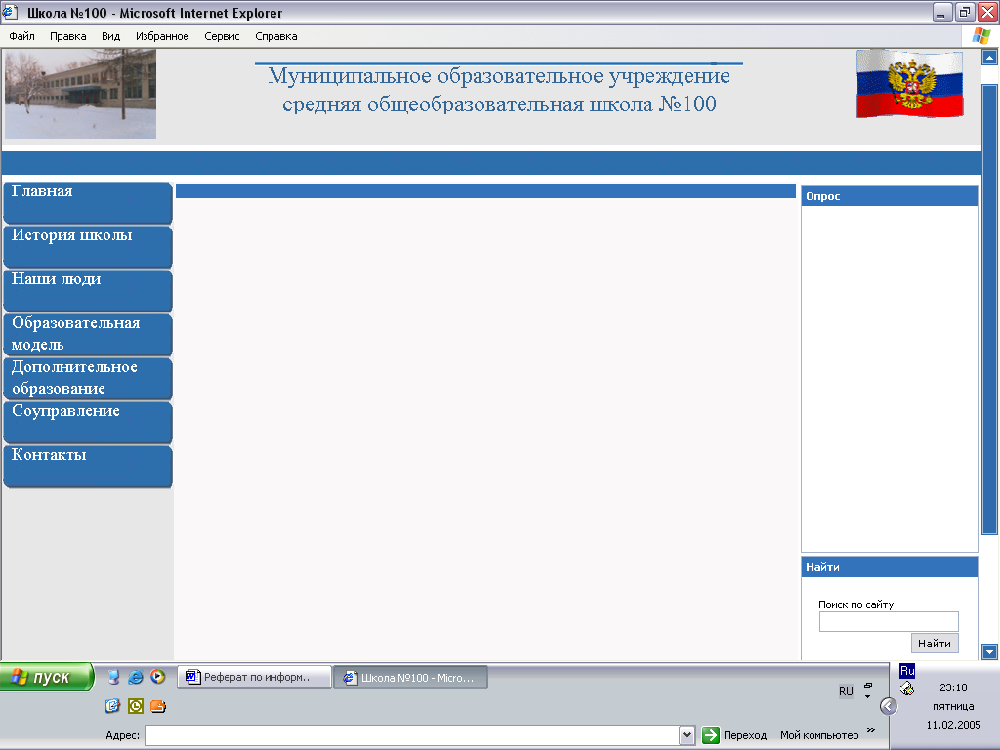 Школа №100 - Microsoft Internet Explorer
Файл Правка Вид Избранное Сервис Справка
Муниципальное образовательное учреждение
средняя общеобразовательная школа №100
Главная
История школы
Наши люди
Образовательная
модель
Дополнительное
образование
Соуправление
Контакты
Опрос
Найти
Поиск по сайту
Найти
пуск
Реферат по информ...
Школа №100 - Micro...
RU
Ru
23:10
пятница
11.02.2005
Адрес:
Переход
Мой компьютер
»